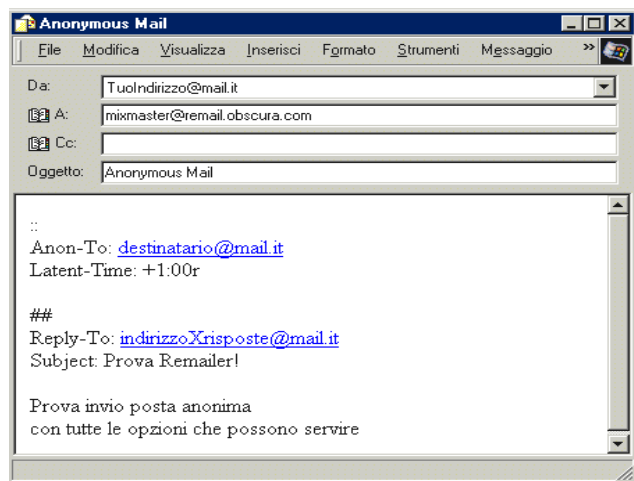 Anonymous Mail
File Modifica Visualizza Inserisci Formato Strumenti Messaggio »
Da: TuoIndirizzo@mail.it
A: mixmaster@remail.obscura.com
Cc:
Oggetto: Anonymous Mail
::
Anon-To: destinatario@mail.it
Latent-Time: +1:00r
##
Reply-To: indirizzoXrisposte@mail.it
Subject: Prova Remailer!
Prova invio posta anonima
con tutte le opzioni che possono servire